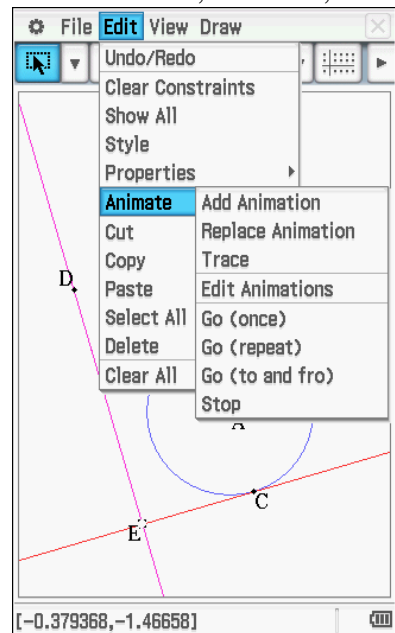 File Edit View Draw
Undo/Redo
Clear Constraints
Show All
Style
Properties
Animate
Cut
Copy
Paste
Select All
Delete
Clear All
Add Animation
Replace Animation
Trace
Edit Animations
Go (once)
Go (repeat)
Go (to and fro)
Stop
D
A
C
E
[-0.379368,-1.46658]